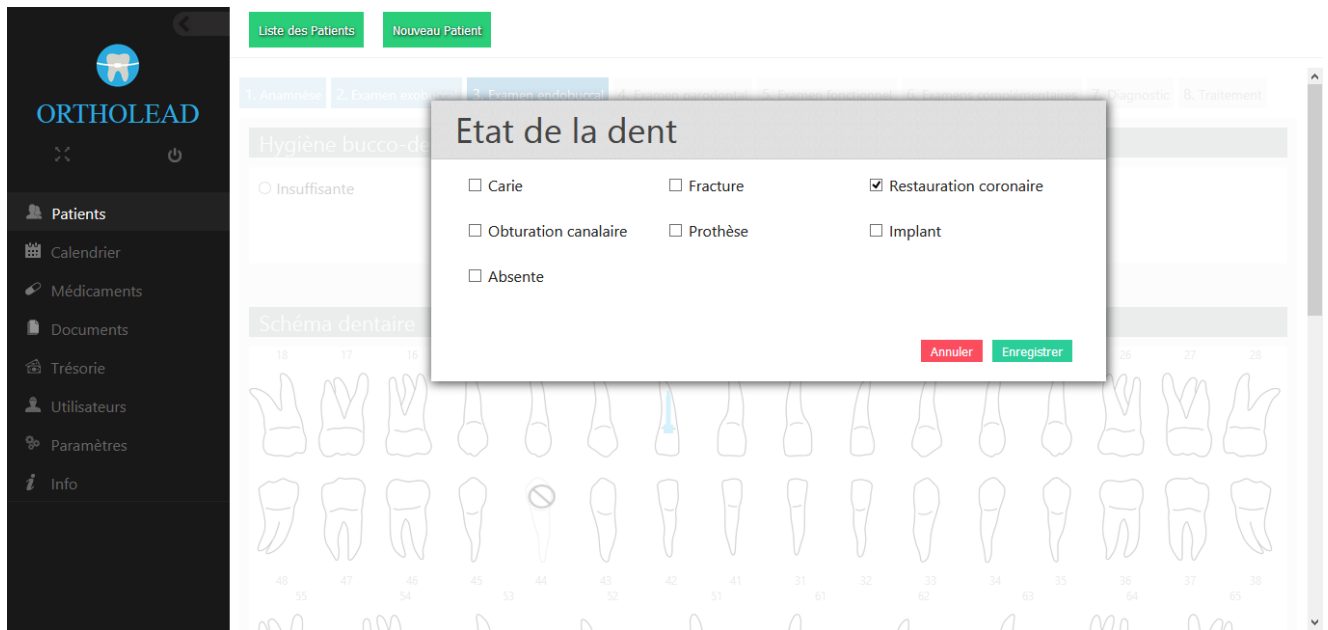 Liste des Patients
Nouveau Patient
ORTHOLEAD
Patients
Calendrier
Médicaments
Documents
Trésorie
Utilisateurs
Paramètres
Info
1. Anamnèse 2. Examen exobuccal 3. Examen endobuccal 4. Examen parodontal 5. Examen fonctionnel 6. Examens complémentaires 7. Diagnostic 8. Traitement
Hygiène bucco-de
Insuffisante
Etat de la dent
Carie Fracture Restauration coronaire
Obturation canalaire Prothèse Implant
Absente
Annuler Enregistrer
Schéma dentaire
18 17 16 26 27 28
48 47 46 45 44 43 42 41 31 32 33 34 35 36 37 38
55 54 53 52 51 61 62 63 64 65